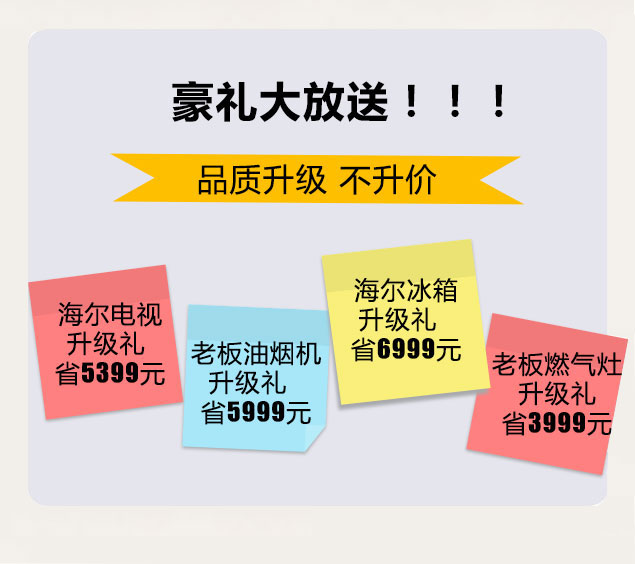 豪礼大放送！！！
品质升级 不升价
海尔电视
升级礼
省5399元
老板油烟机
升级礼
省5999元
海尔冰箱
升级礼
省6999元
老板燃气灶
升级礼
省3999元